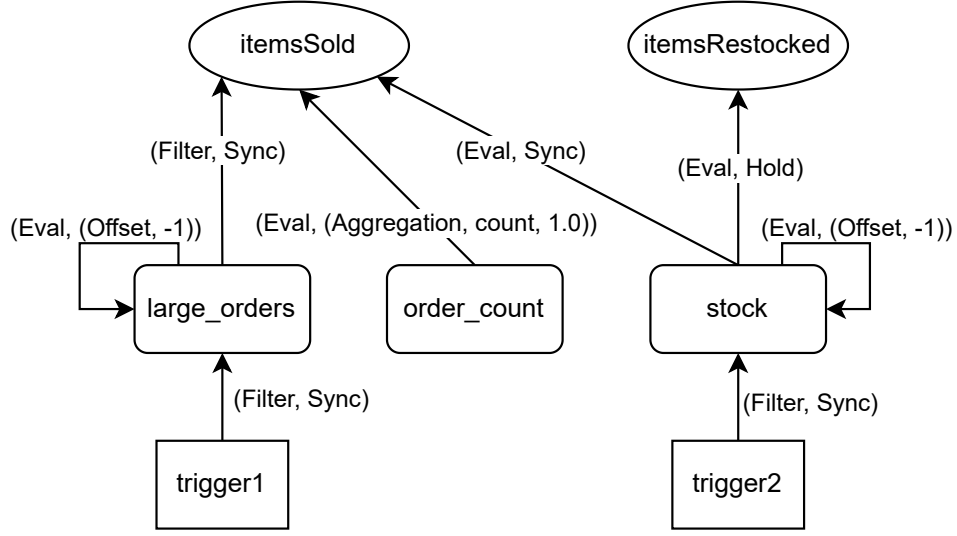 itemsSold
itemsRestocked
(Filter, Sync)
(Eval, Sync)
(Eval, Hold)
(Eval, (Offset, -1))
(Eval, (Aggregation, count, 1.0))
(Eval, (Offset, -1))
large_orders
order_count
stock
(Filter, Sync)
(Filter, Sync)
trigger1
trigger2